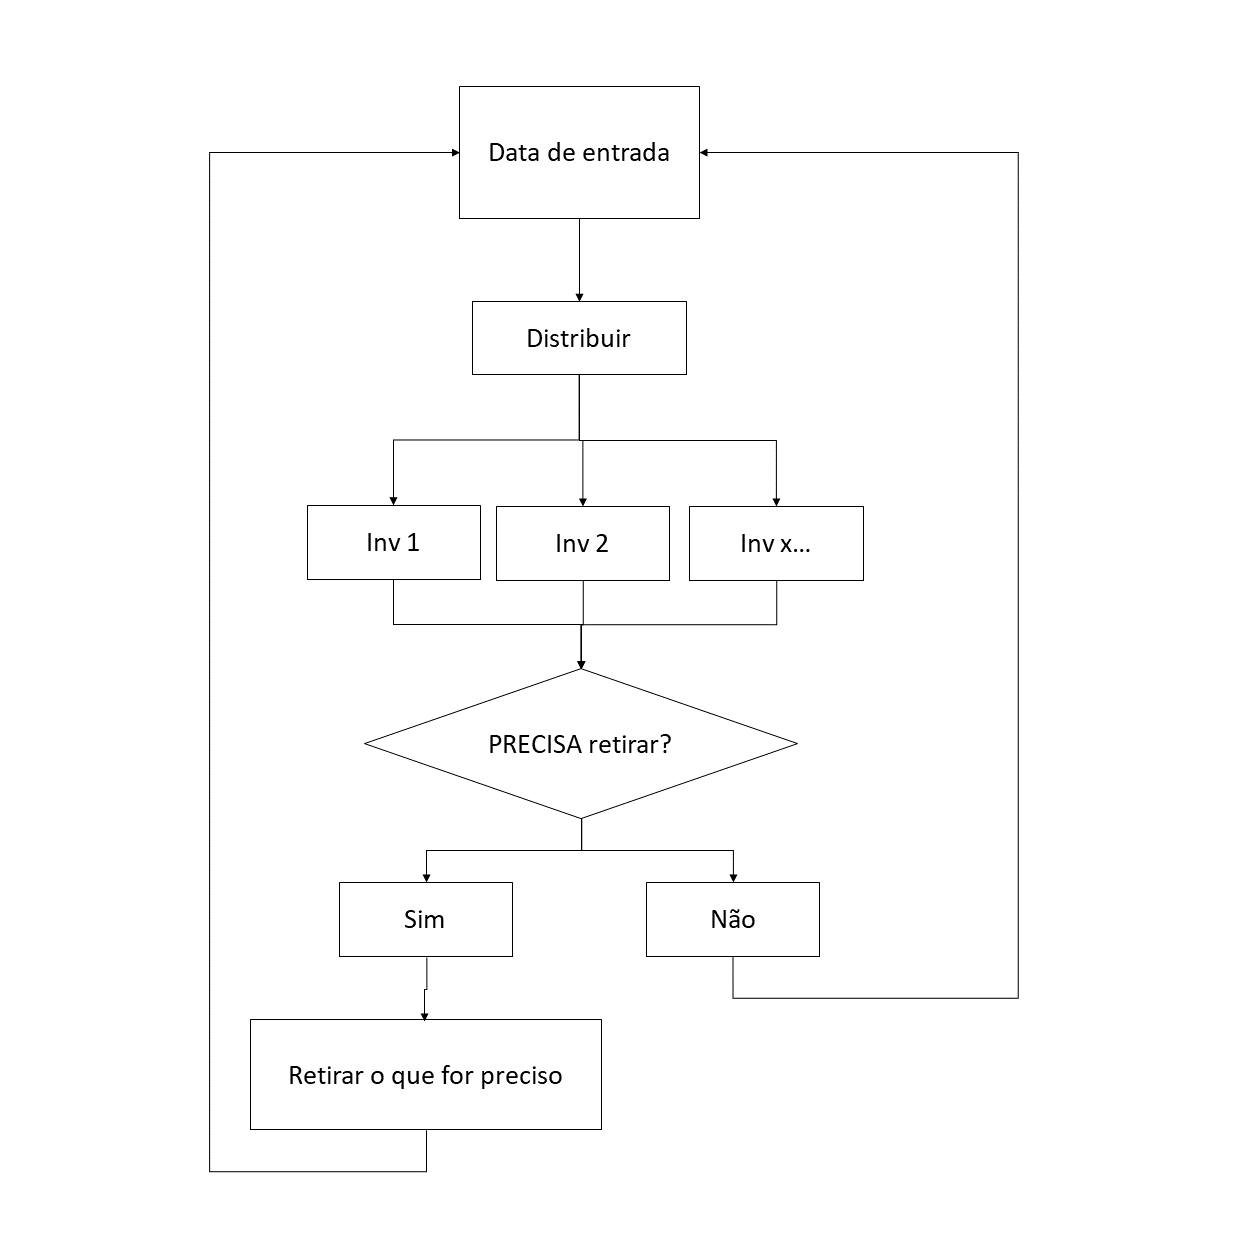 Data de entrada
Distribuir
Inv 1
Inv 2
Inv x...
PRECISA retirar?
Sim
Não
Retirar o que for preciso